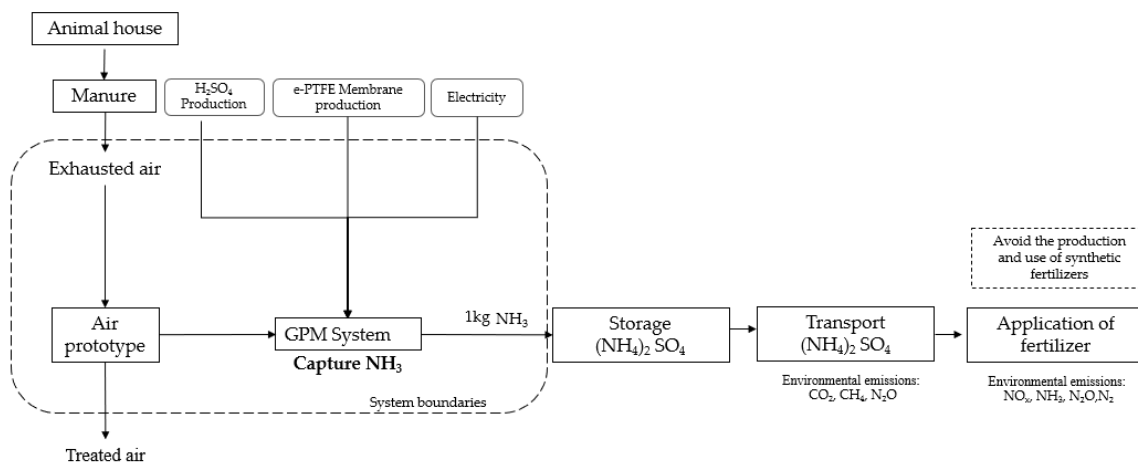 Animal house
Manure
H₂SO₄
Production
e-PTFE Membrane
production
Electricity
Exhausted air
Air
prototype
GPM System
Capture NH₃
1kg NH₃
System boundaries
Treated air
Storage
(NH₄)₂ SO₄
Transport
(NH₄)₂ SO₄
Environmental emissions:
CO₂, CH₄, N₂O
Avoid the production
and use of synthetic
fertilizers
Application of
fertilizer
Environmental emissions:
NOₓ, NH₃, N₂O,N₂